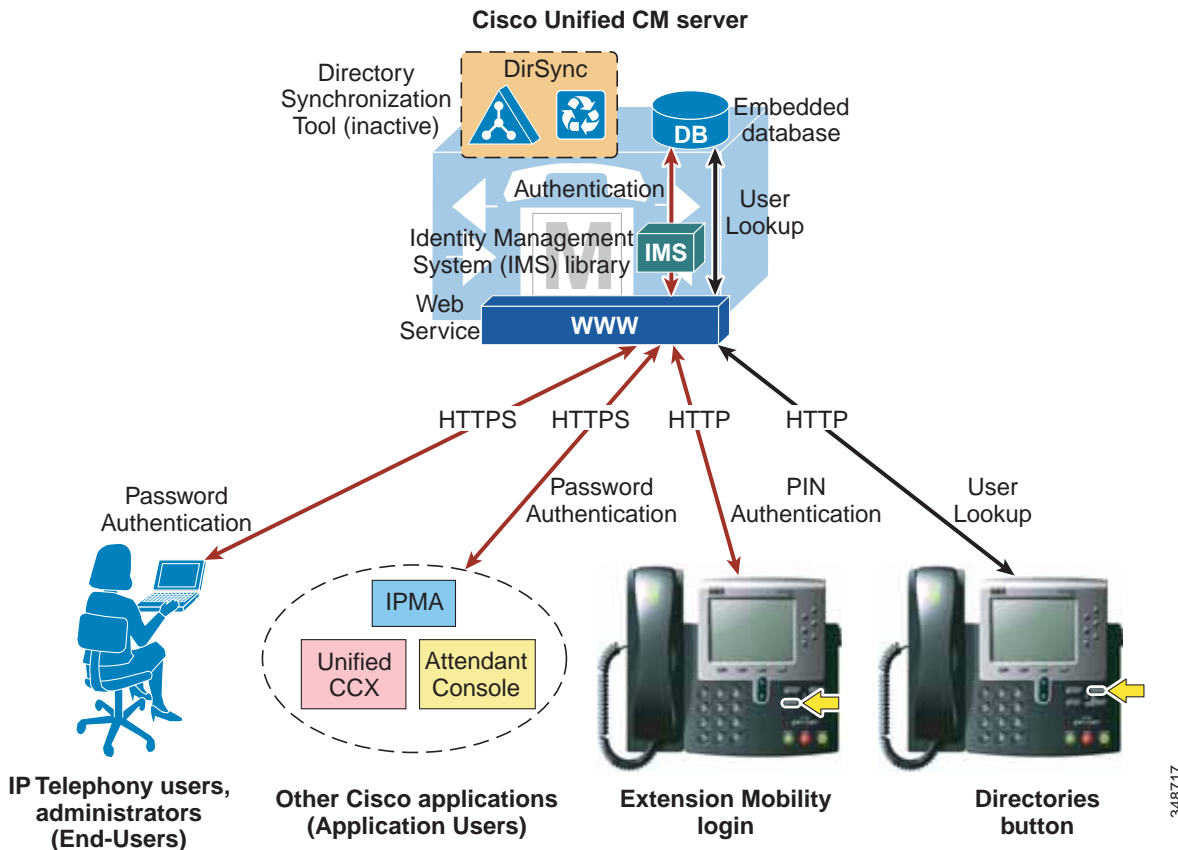 Cisco Unified CM server
Directory
Synchronization
Tool (inactive)
DirSync
DB
Embedded
database
Authentication
User
Lookup
M
Identity Management
System (IMS) library
IMS
Web
Service
WWW
HTTPS
HTTPS
HTTP
HTTP
Password
Authentication
Password
Authentication
PIN
Authentication
User
Lookup
IPMA
Unified
CCX
Attendant
Console
IP Telephony users,
administrators
(End-Users)
Other Cisco applications
(Application Users)
Extension Mobility
login
Directories
button
348717